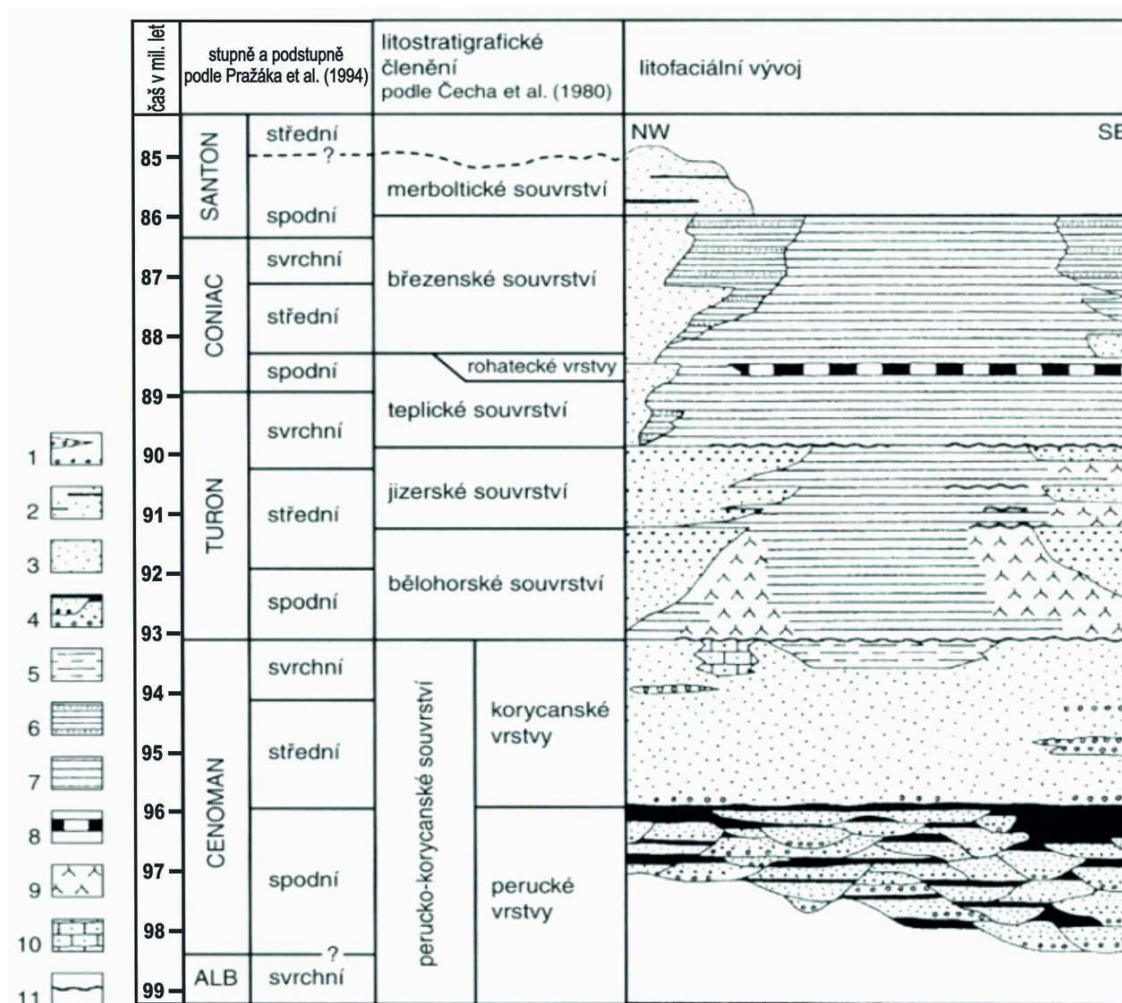 čas v mil. let
stupně a podstupně
podle Pražáka et al. (1994)
litostratigrafické
členění
podle Čecha et al. (1980)
litofaciální vývoj
85
86
87
88
89
90
91
92
93
94
95
96
97
98
99
SANTON
střední
?
spodní
CONIAC
svrchní
střední
spodní
TURON
svrchní
střední
spodní
CENOMAN
svrchní
střední
spodní
?
ALB
svrchní
merboltické souvrství
březenské souvrství
rohatecké vrstvy
teplické souvrství
jizerské souvrství
bělohorské souvrství
perucko-korycanské souvrství
korycanské
vrstvy
perucké
vrstvy
NW
SE
1
2
3
4
5
6
7
8
9
10
11